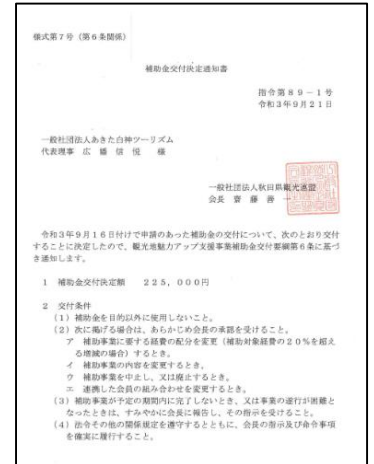 様式第7号（第6条関係）
補助金交付決定通知書
指令第89－1号
令和3年9月21日
一般社団法人あきた白神ツーリズム
代表理事　広　幡　信　悦　様
一般社団法人秋田県観光連盟
会長　齋　藤　善　一
令和3年9月16日付けで申請のあった補助金の交付について、次のとおり交付
することに決定したので、観光地魅力アップ支援事業補助金交付要綱第6条に基づ
き通知します。
1　補助金交付決定額　　225，000円
2　交付条件
（1）補助金を目的以外に使用しないこと。
（2）次に掲げる場合は、あらかじめ会長の承認を受けること。
ア　補助事業に要する経費の配分を変更（補助対象経費の20％を超え
る増減の場合）するとき。
イ　補助事業の内容を変更するとき。
ウ　補助事業を中止し、又は廃止するとき。
エ　連携した会員の組み合わせを変更するとき。
（3）補助事業が予定の期間内に完了しないとき、又は事業の遂行が困難と
なったときは、すみやかに会長に報告し、その指示を受けること。
（4）法令その他の関係規定を遵守するとともに、会長の指示及び命令事項
を確実に履行すること。